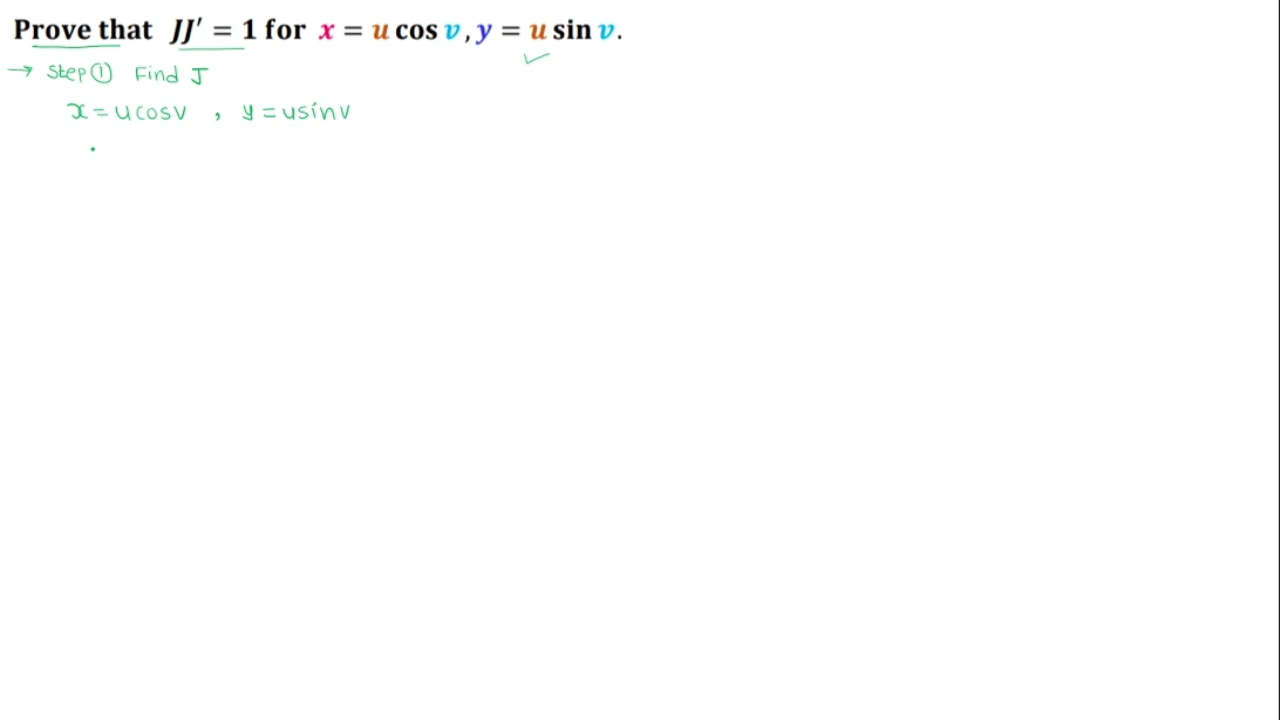 Prove that JJ′ = 1 for x = u cos v, y = u sin v.
→ Step ① Find J
x = u cos v , y = u sin v